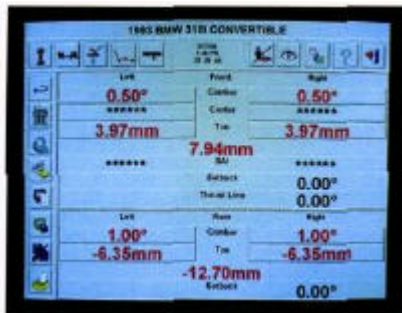 1993 BMW 318i CONVERTIBLE
Left Front Right
0.50° Camber 0.50°
****** Caster ******
3.97mm Toe 3.97mm
7.94mm
****** SAI ******
Setback 0.00°
Thrust Line 0.00°
Left Rear Right
1.00° Camber 1.00°
-6.35mm Toe -6.35mm
-12.70mm
Setback 0.00°